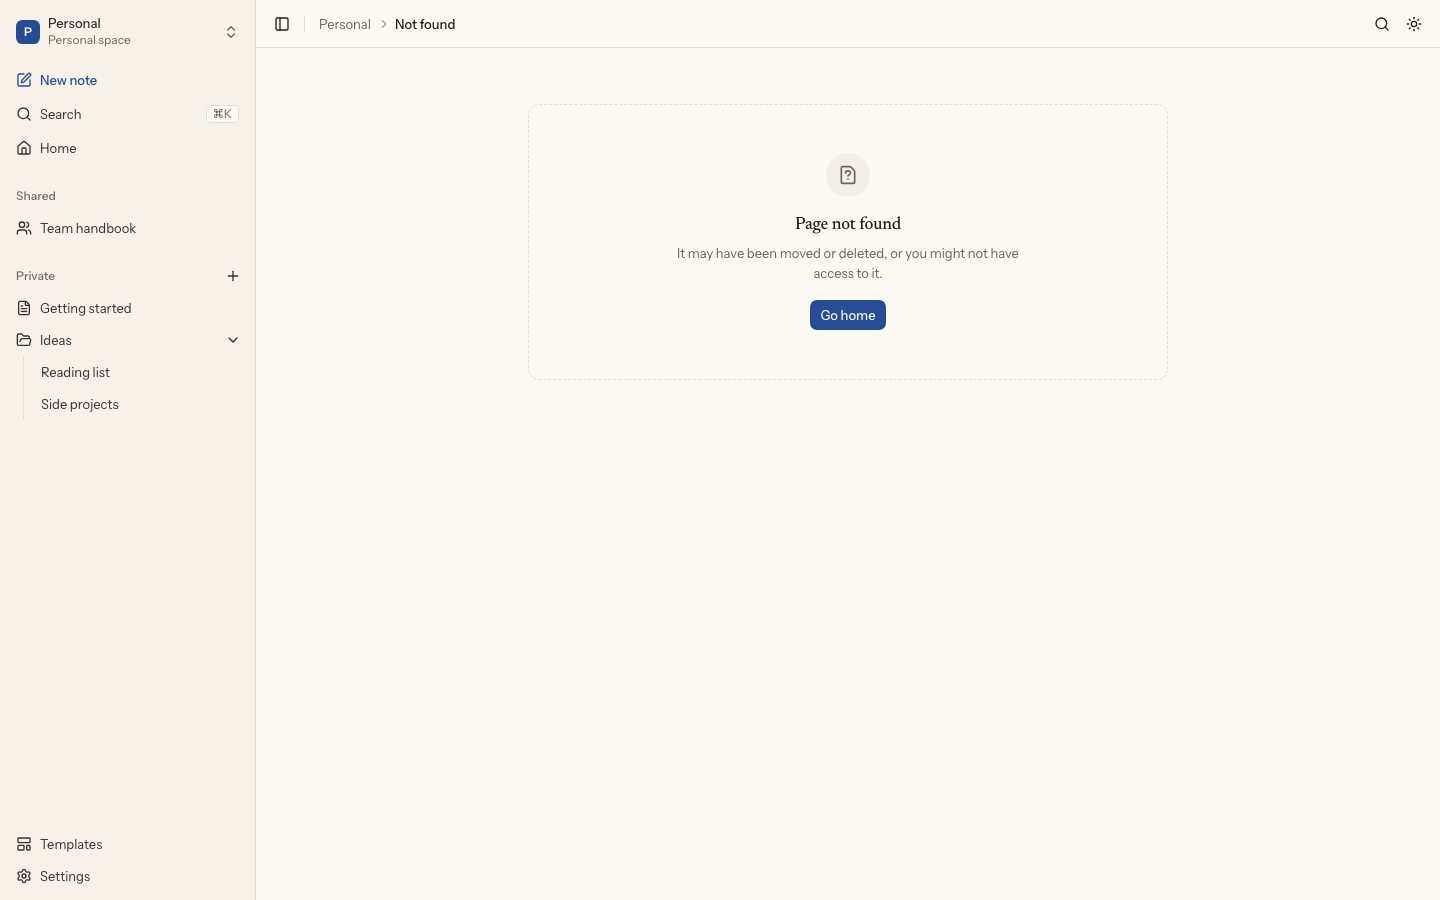 P
Personal
Personal space
New note
Search
⌘K
Home
Shared
Team handbook
Private
Getting started
Ideas
Reading list
Side projects
Templates
Settings
Personal
Not found
Page not found
It may have been moved or deleted, or you might not have
access to it.
Go home